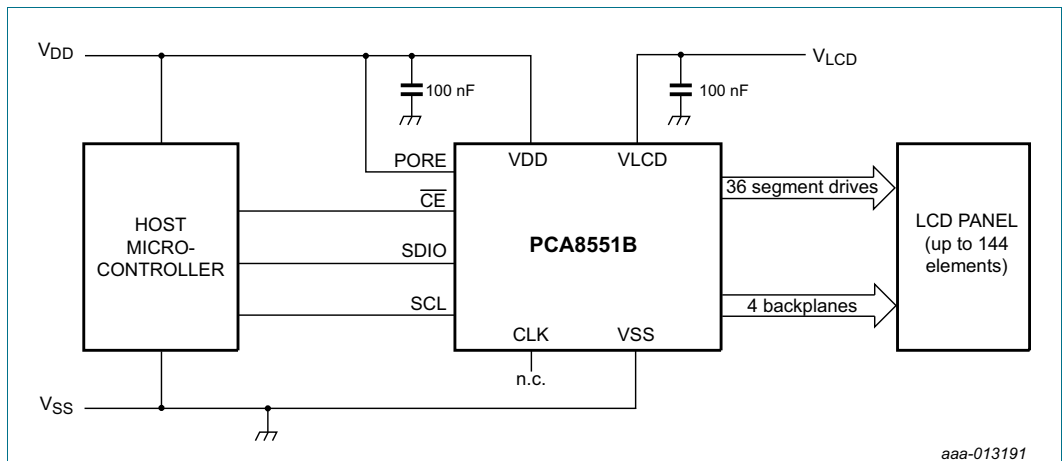 VDD
VLCD
100 nF
100 nF
PORE
VDD
VLCD
CE
SDIO
SCL
CLK
VSS
n.c.
HOST
MICRO-
CONTROLLER
PCA8551B
36 segment drives
4 backplanes
LCD PANEL
(up to 144
elements)
VSS
aaa-013191